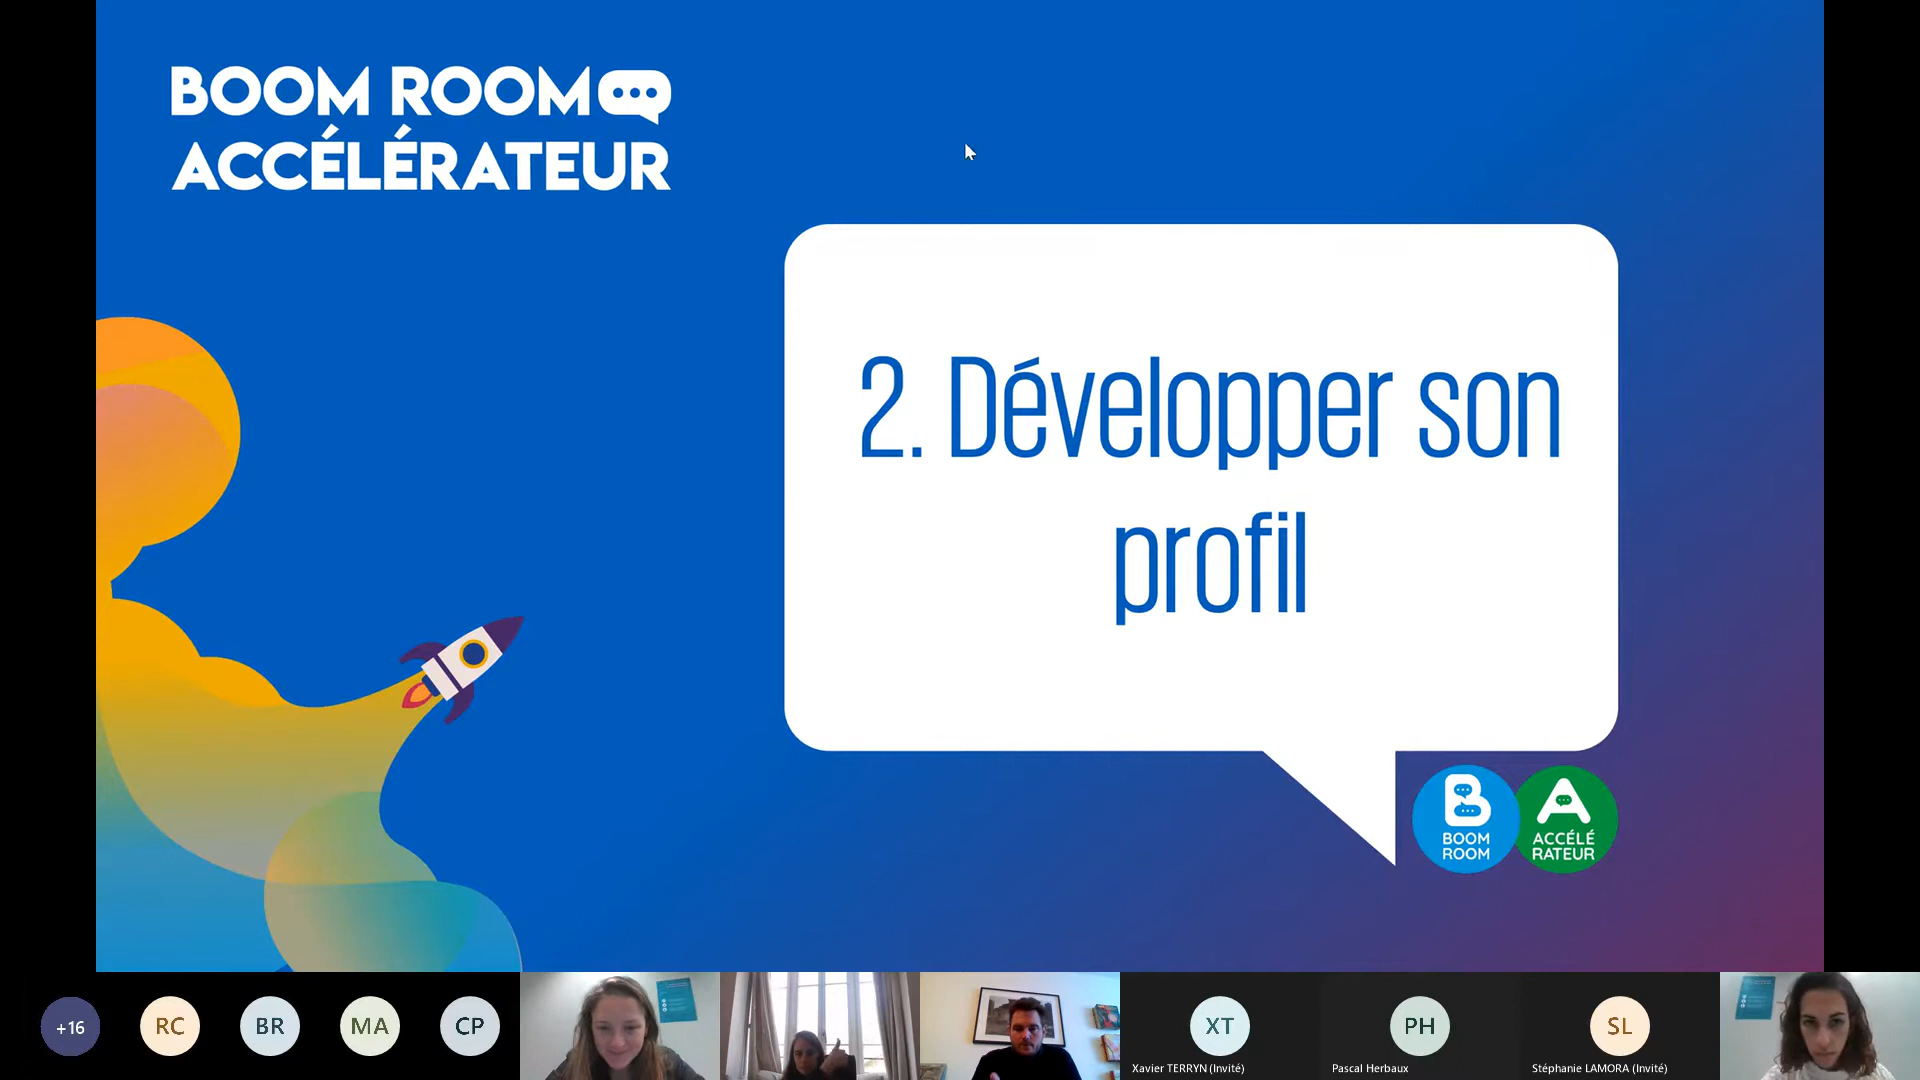 BOOM ROOM
ACCÉLÉRATEUR
2. Développer son
profil
BOOM
ROOM
ACCÉLÉ
RATEUR
+16
RC
BR
MA
CP
XT
Xavier TERRYN (Invité)
PH
Pascal Herbaux
SL
Stéphanie LAMORA (Invité)